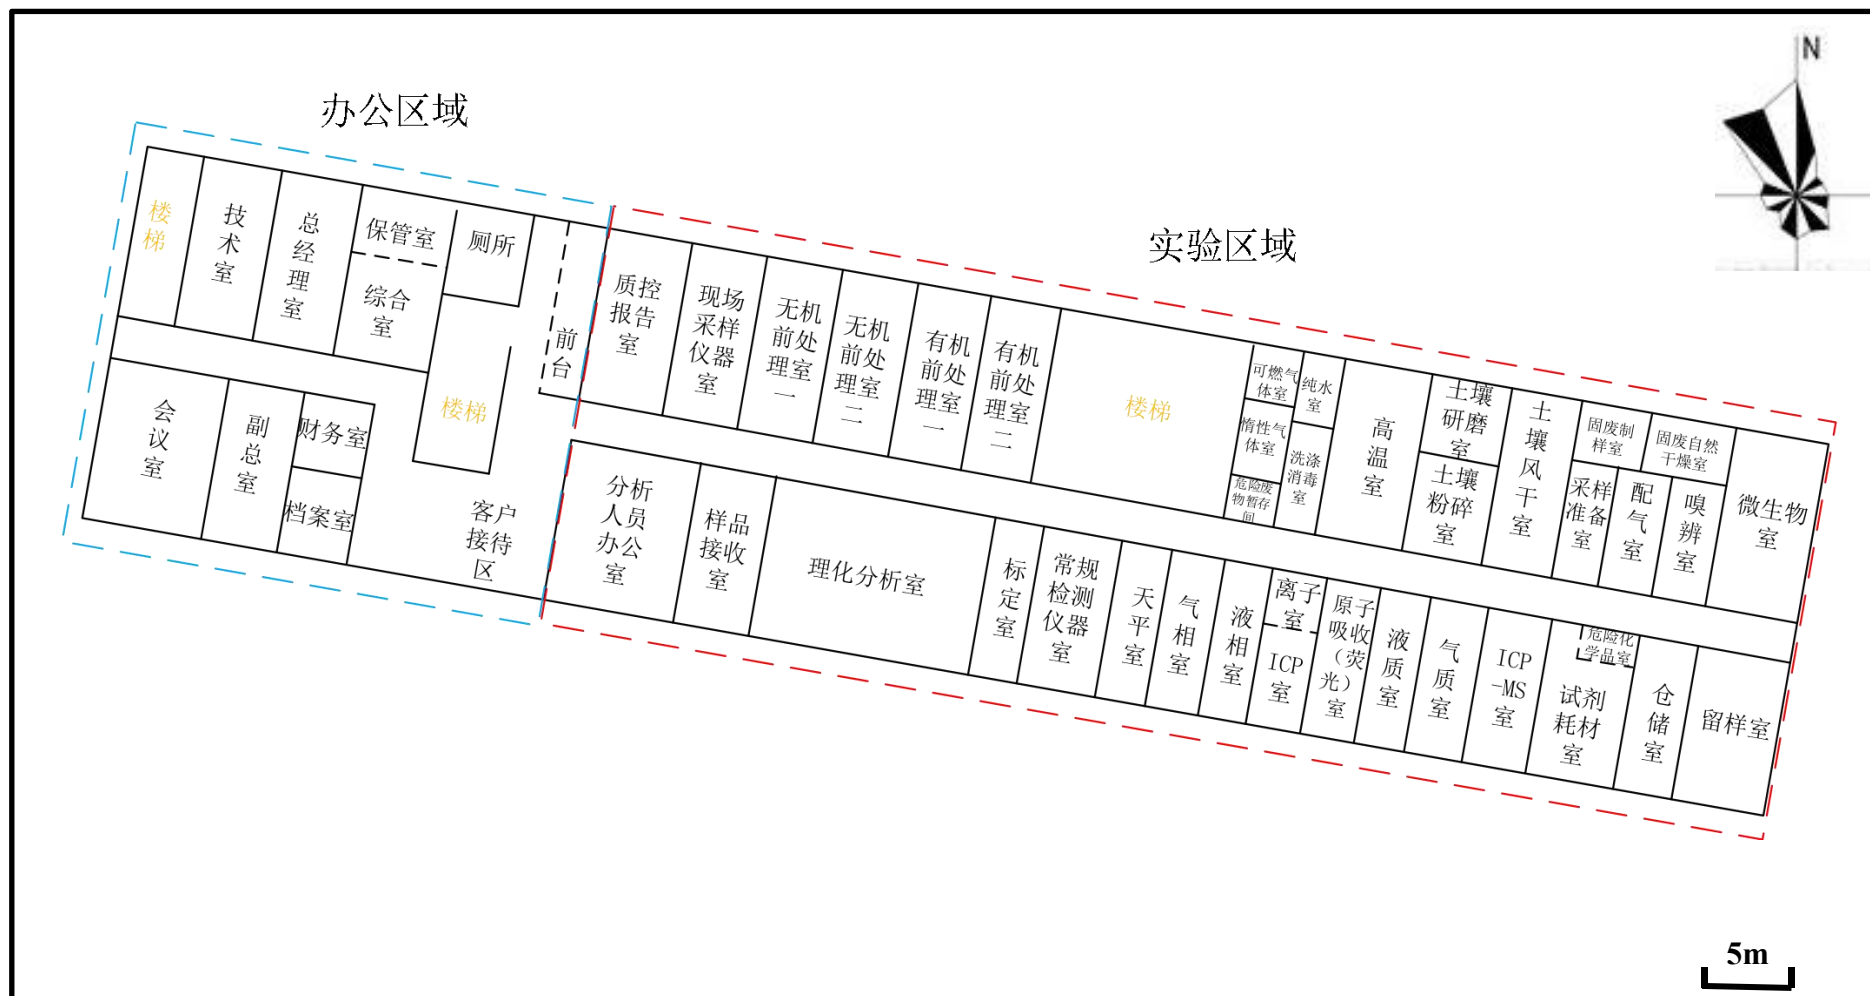 N
办公区域
实验区域
楼梯
技术室
总经理室
保管室
综合室
厕所
楼梯
前台
会议室
副总室
财务室
档案室
客户
接待
区
质控
报告
室
现场
采样
仪器
室
无机
前处
理室
一
无机
前处
理室
二
有机
前处
理室
一
有机
前处
理室
二
楼梯
可燃气
体室
惰性气
体室
危险废
物暂存
间
纯水
室
洗涤
消毒
室
高温室
土壤
研磨
室
土壤
粉碎
室
土壤风干室
固废制
样室
固废自然
干燥室
采样
准备
室
配气室
嗅辨室
微生物
室
分析
人员
办公
室
样品
接收
室
理化分析室
标定室
常规
检测
仪器
室
天平室
气相室
液相室
离子
室
ICP
室
原子
吸收
（荧
光）
室
液质室
气质室
ICP
-MS
室
危险化
学品室
试剂
耗材
室
仓储室
留样室
5m